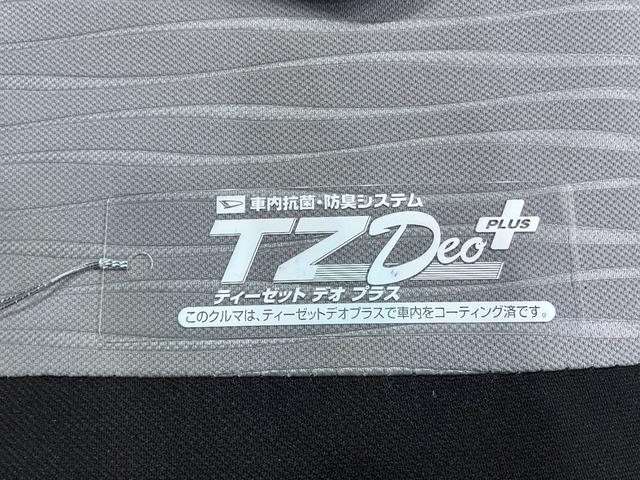 車内抗菌・防臭システム
TZDeo PLUS
ティーゼット デオ プラス
このクルマは、ティーゼットデオプラスで車内をコーティング済です。